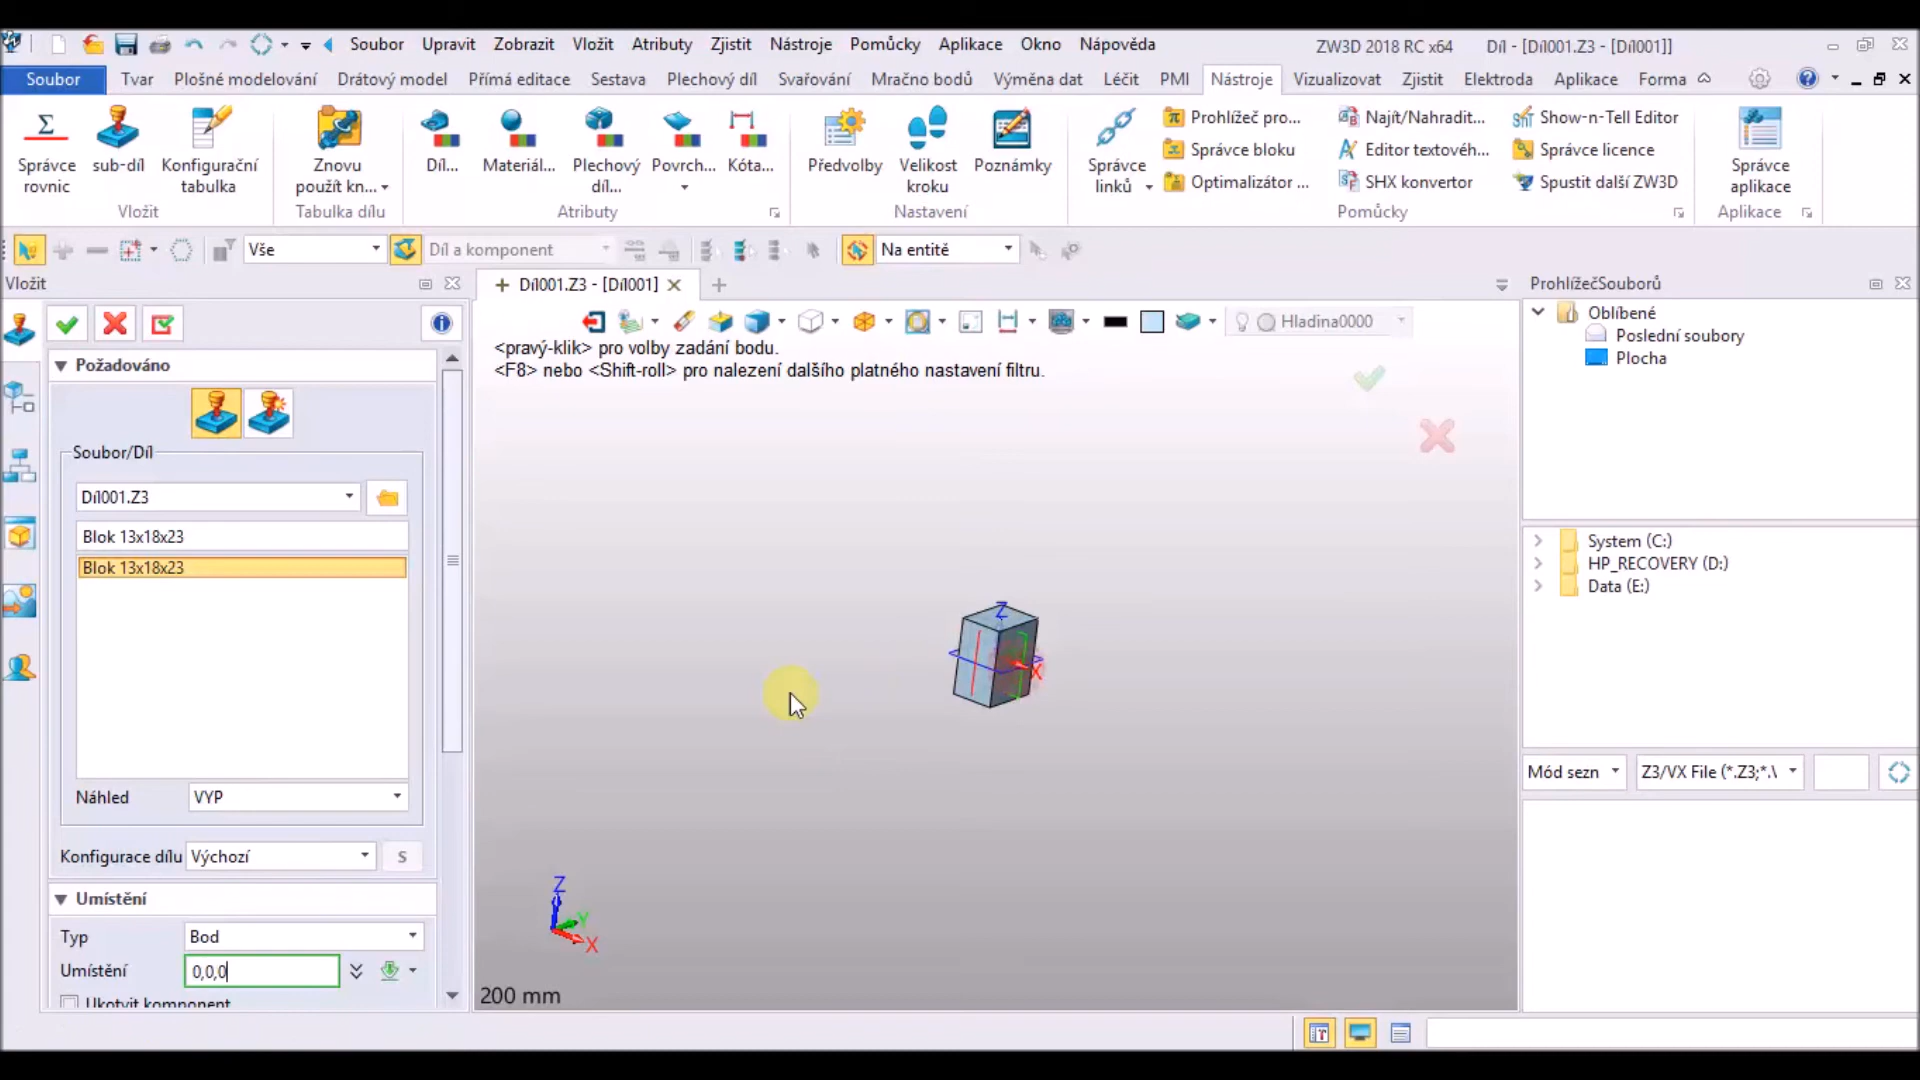 Soubor Upravit Zobrazit Vložit Atributy Zjistit Nástroje Pomůcky Aplikace Okno Nápověda ZW3D 2018 RC x64 Díl - [Díl001.Z3 - [Díl001]]
Soubor Tvar Plošné modelování Drátový model Přímá editace Sestava Plechový díl Svařování Mračno bodů Výměna dat Léčit PMI Nástroje Vizualizovat Zjistit Elektroda Aplikace Forma
Správce rovnic
sub-díl
Konfigurační tabulka
Vložit
Znovu použít kn...
Tabulka dílu
Díl...
Materiál...
Plechový díl...
Povrch...
Kóta...
Atributy
Předvolby
Velikost kroku
Poznámky
Nastavení
Správce linků
Prohlížeč pro...
Správce bloku
Optimalizátor ...
Najít/Nahradit...
Editor textovéh...
SHX konvertor
Show-n-Tell Editor
Správce licence
Spustit další ZW3D
Pomůcky
Správce aplikace
Aplikace
Vše
Díl a komponent
Na entitě
Vložit
Díl001.Z3 - [Díl001]
ProhlížečSouborů
Hladina0000
<pravý-klik> pro volby zadání bodu.
<F8> nebo <Shift-roll> pro nalezení dalšího platného nastavení filtru.
Požadováno
Soubor/Díl
Díl001.Z3
Blok 13x18x23
Blok 13x18x23
Náhled VYP
Konfigurace dílu Výchozí S
Umístění
Typ Bod
Umístění 0,0,0
Ukotvit komponent
Z
X
Z
Y
X
200 mm
Oblíbené
Poslední soubory
Plocha
System (C:)
HP_RECOVERY (D:)
Data (E:)
Mód sezn Z3/VX File (*.Z3;*.\